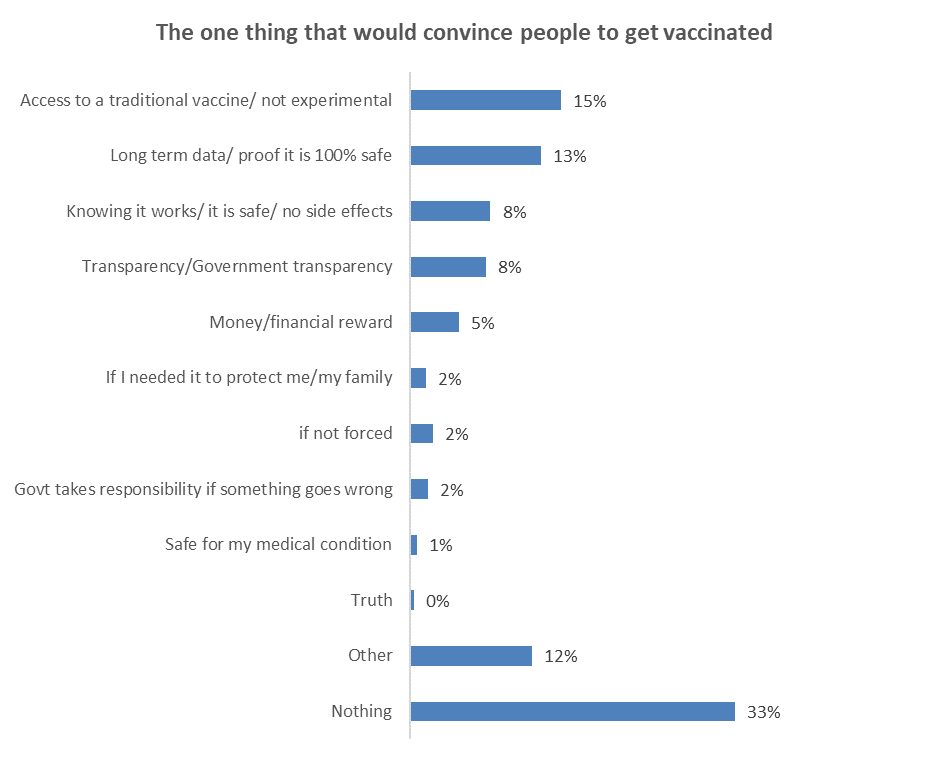 The one thing that would convince people to get vaccinated
Access to a traditional vaccine/ not experimental 15%
Long term data/ proof it is 100% safe 13%
Knowing it works/ it is safe/ no side effects 8%
Transparency/Government transparency 8%
Money/financial reward 5%
If I needed it to protect me/my family 2%
if not forced 2%
Govt takes responsibility if something goes wrong 2%
Safe for my medical condition 1%
Truth 0%
Other 12%
Nothing 33%